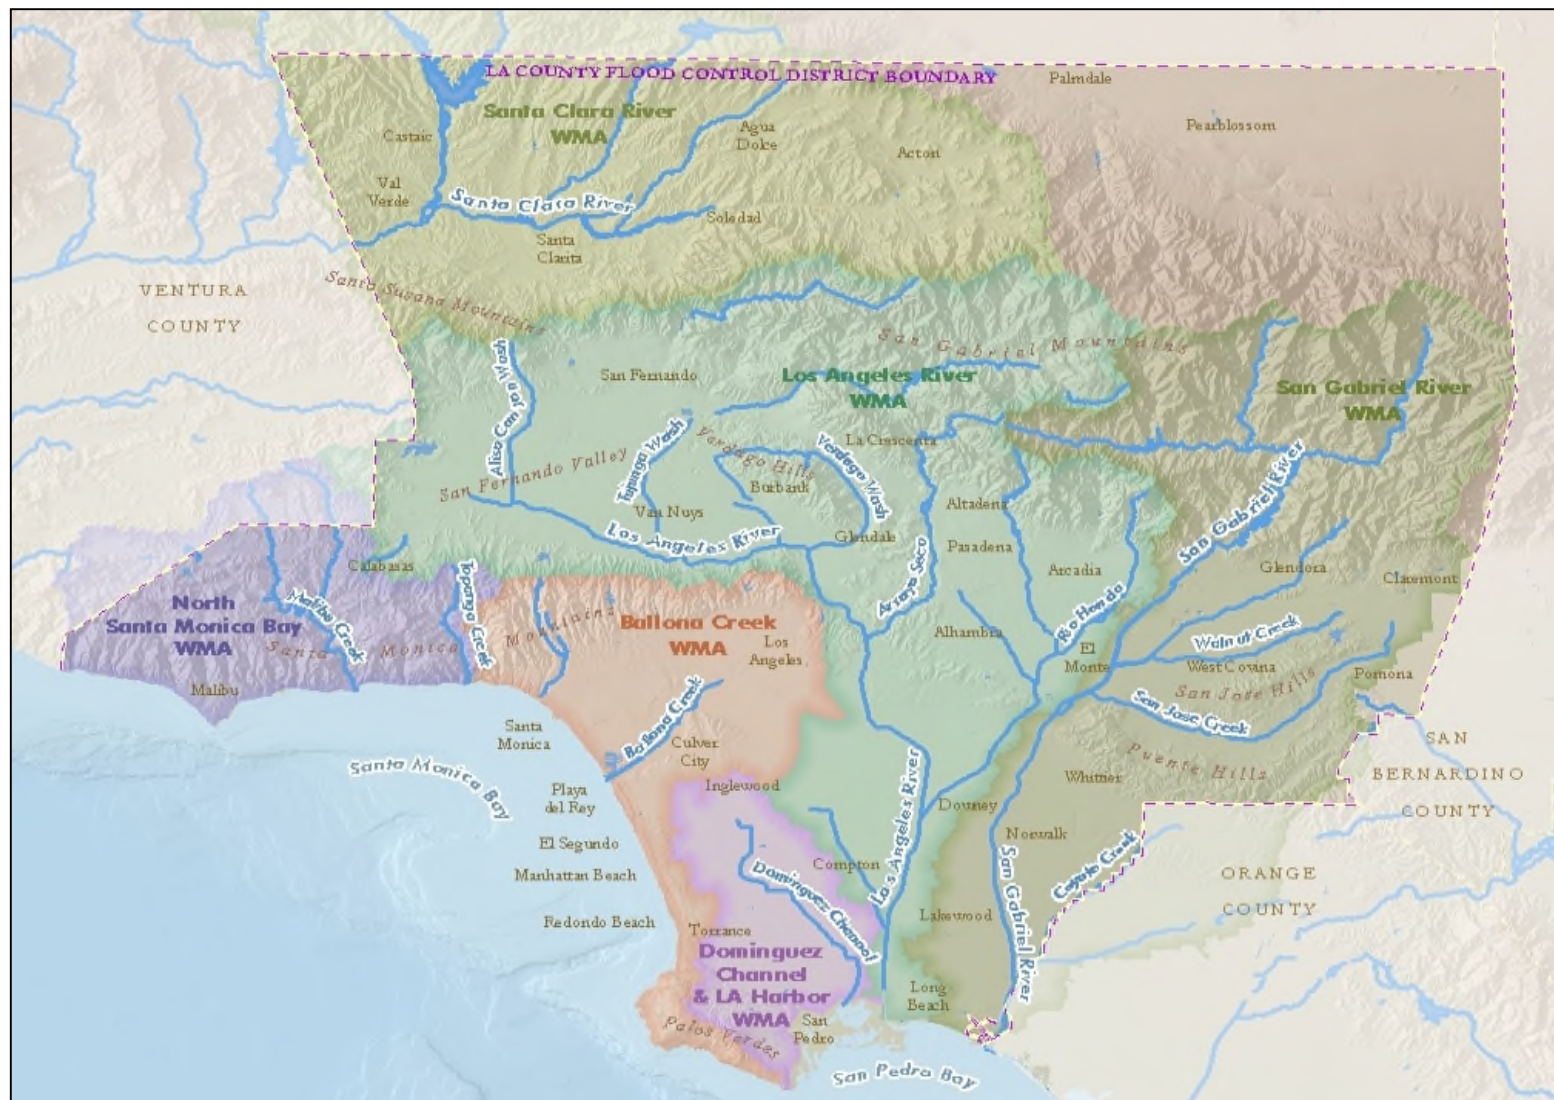 LA COUNTY FLOOD CONTROL DISTRICT BOUNDARY
Palmdale
Santa Clara River
WMA
Pearblossom
Castaic
Agua
Dolce
Acton
Val
Verde
Santa Clara River
Soledad
Santa
Clarita
VENTURA
COUNTY
Santa Susana Mountains
San Gabriel Mountains
Aliso Can yon Wash
San Fernando
Los Angeles River
WMA
San Gabriel River
WMA
Tujunga Wash
Verdago Hills
Verdago Wash
La Crescenta
San Fernando Valley
Burbank
Altadena
San Gabriel River
Van Nuys
Los Angeles River
Glendale
Pasadena
Arroyo Seco
Arcadia
Glendora
Claremont
Calabasas
Topanga Creek
North
Santa Monica Bay
WMA
Malibu Creek
Santa Monica Mountains
Ballona Creek
WMA
Los
Angeles
Alhambra
Rio Hondo
El
Monte
Walnut Creek
West Covina
San Jose Hills
Pomona
Malibu
San Jose Creek
Ballona Creek
Santa
Monica
Culver
City
Puente Hills
SAN
BERNARDINO
COUNTY
Santa Monica Bay
Whittier
Inglewood
Playa
del Rey
Los Angeles River
Downey
Norwalk
El Segundo
Compton
Coyote Creek
Manhattan Beach
Dominguez Channel
San Gabriel River
ORANGE
COUNTY
Redondo Beach
Torrance
Lakewood
Dominguez
Channel
& LA Harbor
WMA
Long
Beach
San
Pedro
Palos Verdes
San Pedro Bay